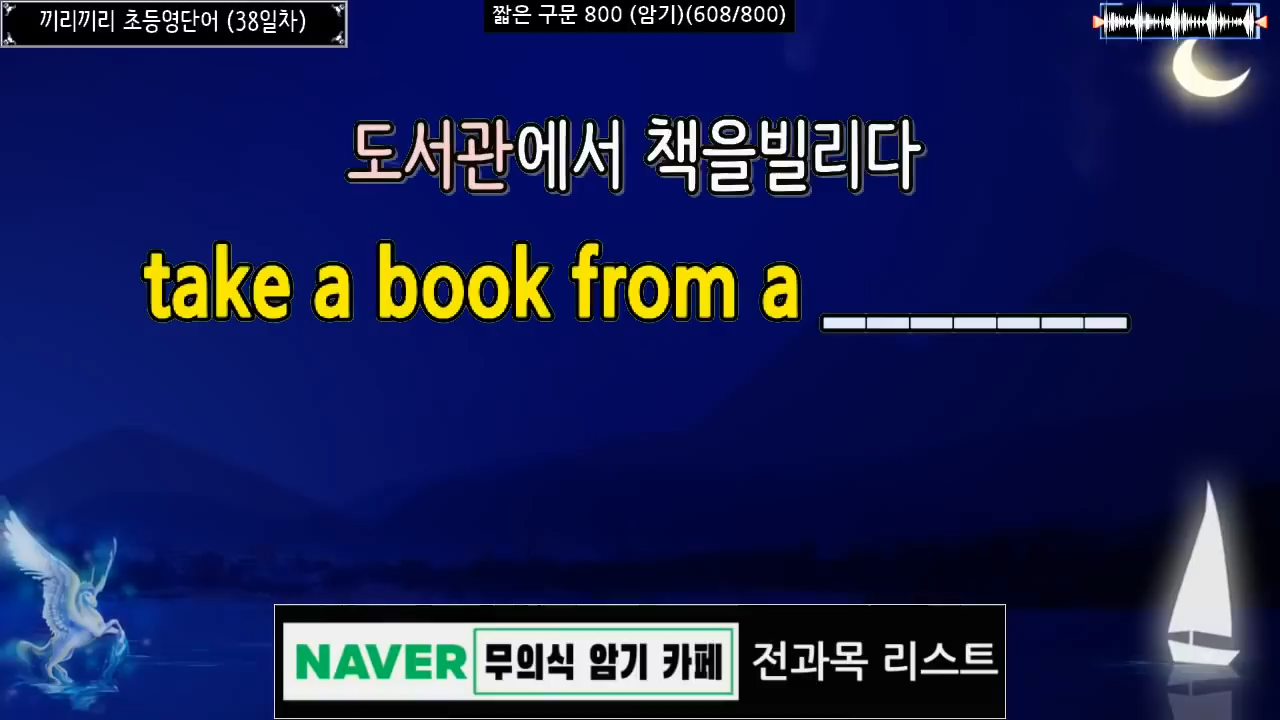 끼리끼리 초등영단어 (38일차)
짧은 구문 800 (암기)(608/800)
도서관에서 책을빌리다
take a book from a _______
NAVER 무의식 암기 카페 전과목 리스트